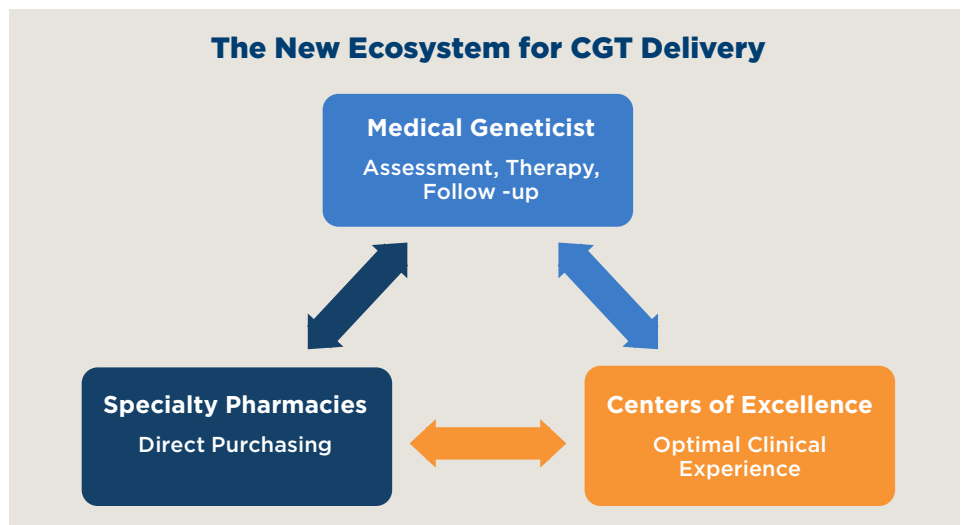 The New Ecosystem for CGT Delivery
Medical Geneticist
Assessment, Therapy,
Follow -up
Specialty Pharmacies
Direct Purchasing
Centers of Excellence
Optimal Clinical
Experience